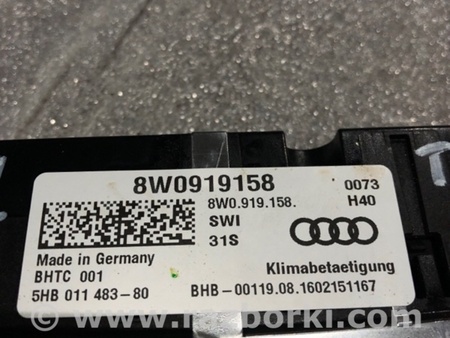 8W0919158
8W0.919.158.
0073
H40
SWI
31S
Made in Germany
BHTC 001
Klimabetaetigung
5HB 011 483-80
BHB-00119.08.1602151167